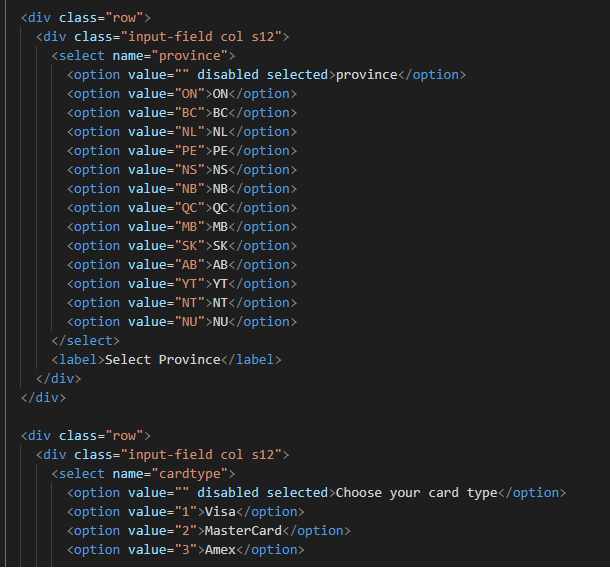 <div class="row">
<div class="input-field col s12">
<select name="province">
<option value="" disabled selected>province</option>
<option value="ON">ON</option>
<option value="BC">BC</option>
<option value="NL">NL</option>
<option value="PE">PE</option>
<option value="NS">NS</option>
<option value="NB">NB</option>
<option value="QC">QC</option>
<option value="MB">MB</option>
<option value="SK">SK</option>
<option value="AB">AB</option>
<option value="YT">YT</option>
<option value="NT">NT</option>
<option value="NU">NU</option>
</select>
<label>Select Province</label>
</div>
</div>
<div class="row">
<div class="input-field col s12">
<select name="cardtype">
<option value="" disabled selected>Choose your card type</option>
<option value="1">Visa</option>
<option value="2">MasterCard</option>
<option value="3">Amex</option>